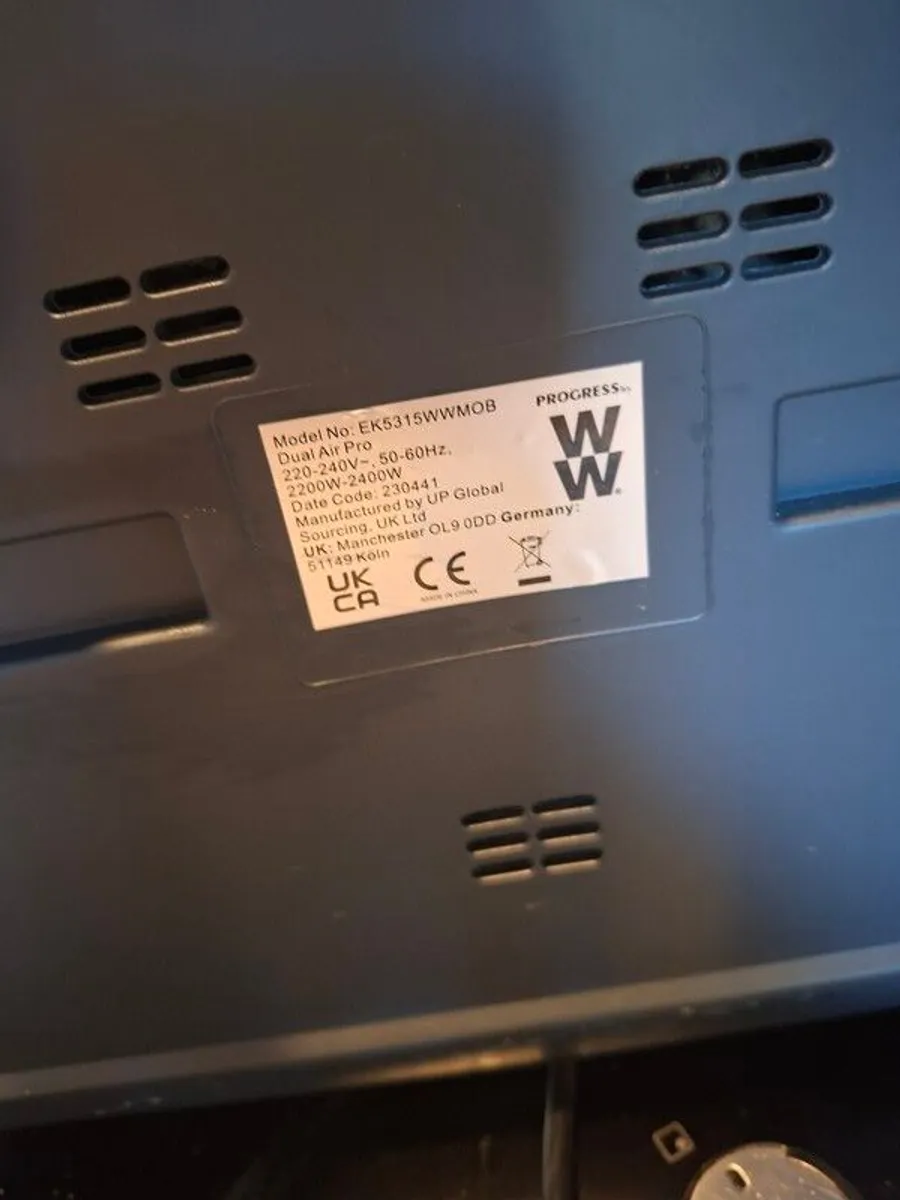 Model No: EK5315WWMOB
Dual Air Pro
220-240V~, 50-60Hz,
2200W-2400W
Date Code: 230441
Manufactured by UP Global
Sourcing, UK Ltd
UK: Manchester OL9 0DD Germany:
51149 Köln
PROGRESS
WW
UK
CA
CE
MADE IN CHINA